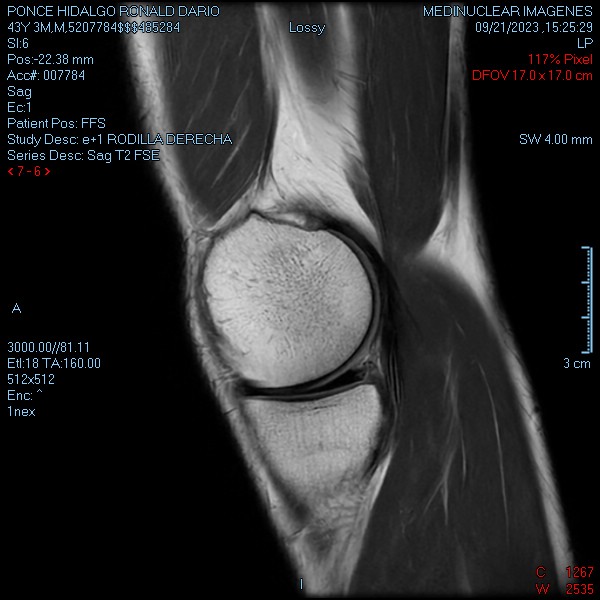 PONCE HIDALGO RONALD DARIO
43Y 3M,M,5207784$$$485284
Sl:6
Pos:-22.38 mm
Acc#: 007784
Sag
Ec:1
Patient Pos: FFS
Study Desc: e+1 RODILLA DERECHA
Series Desc: Sag T2 FSE
< 7 - 6 >
Lossy
MEDINUCLEAR IMAGENES
09/21/2023 ,15:25:29
LP
117% Pixel
DFOV 17.0 x 17.0 cm
SW 4.00 mm
A
3 cm
3000.00//81.11
Etl:18 TA:160.00
512x512
Enc: ^
1nex
I
C 1267
W 2535